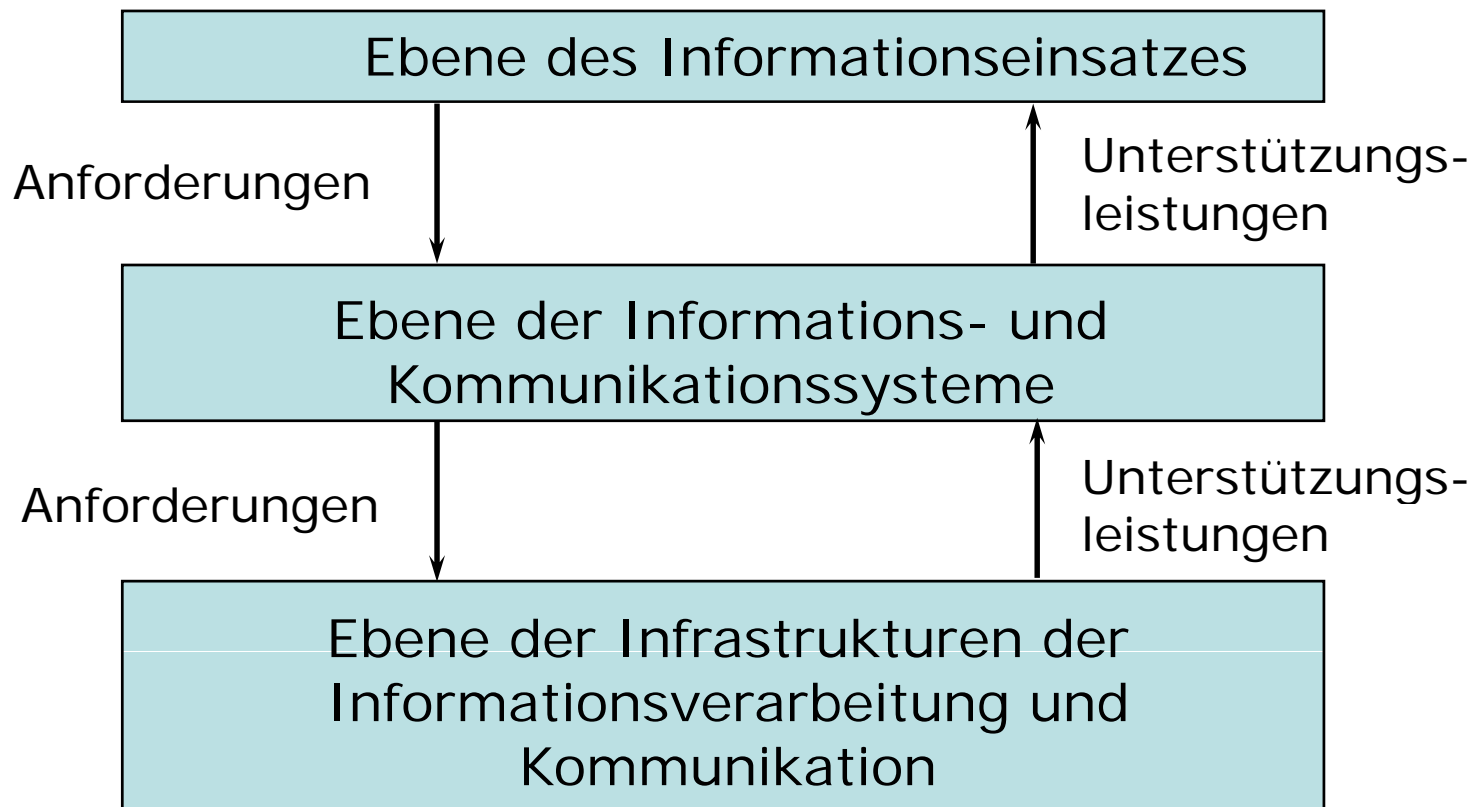 Ebene des Informationseinsatzes
Anforderungen
Unterstützungs-
leistungen
Ebene der Informations- und
Kommunikationssysteme
Anforderungen
Unterstützungs-
leistungen
Ebene der Infrastrukturen der
Informationsverarbeitung und
Kommunikation